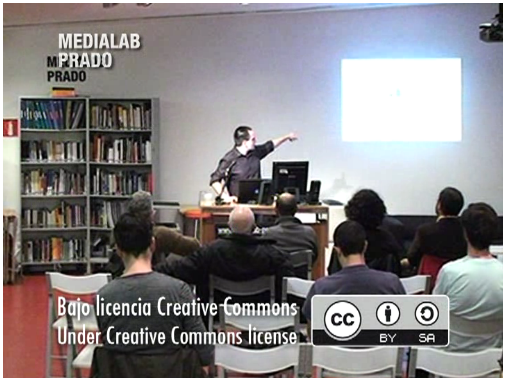 MEDIALAB
PRADO
PRADO
Bajo licencia Creative Commons
Under Creative Commons license
cc
BY SA